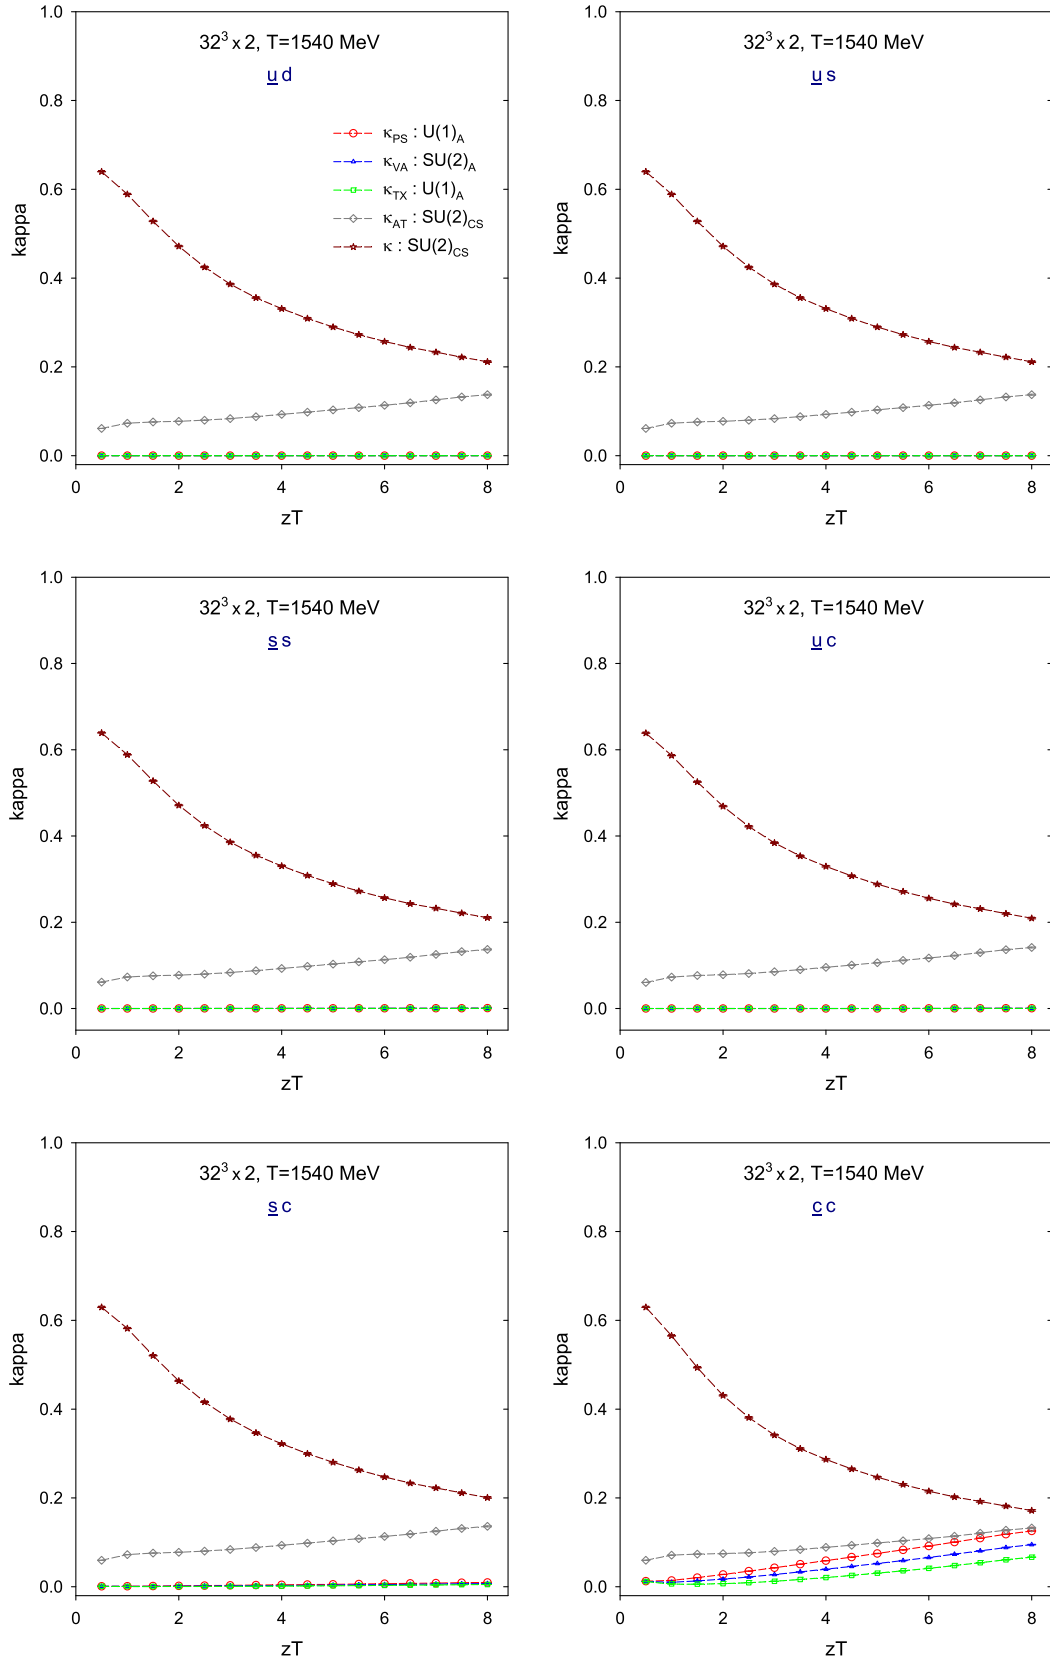 32³ x 2, T=1540 MeV
u d
κPS : U(1)A
κVA : SU(2)A
κTX : U(1)A
κAT : SU(2)CS
κ : SU(2)CS
kappa
1.0
0.8
0.6
0.4
0.2
0.0
0 2 4 6 8
zT
32³ x 2, T=1540 MeV
u s
kappa
1.0
0.8
0.6
0.4
0.2
0.0
0 2 4 6 8
zT
32³ x 2, T=1540 MeV
s s
kappa
1.0
0.8
0.6
0.4
0.2
0.0
0 2 4 6 8
zT
32³ x 2, T=1540 MeV
u c
kappa
1.0
0.8
0.6
0.4
0.2
0.0
0 2 4 6 8
zT
32³ x 2, T=1540 MeV
s c
kappa
1.0
0.8
0.6
0.4
0.2
0.0
0 2 4 6 8
zT
32³ x 2, T=1540 MeV
c c
kappa
1.0
0.8
0.6
0.4
0.2
0.0
0 2 4 6 8
zT